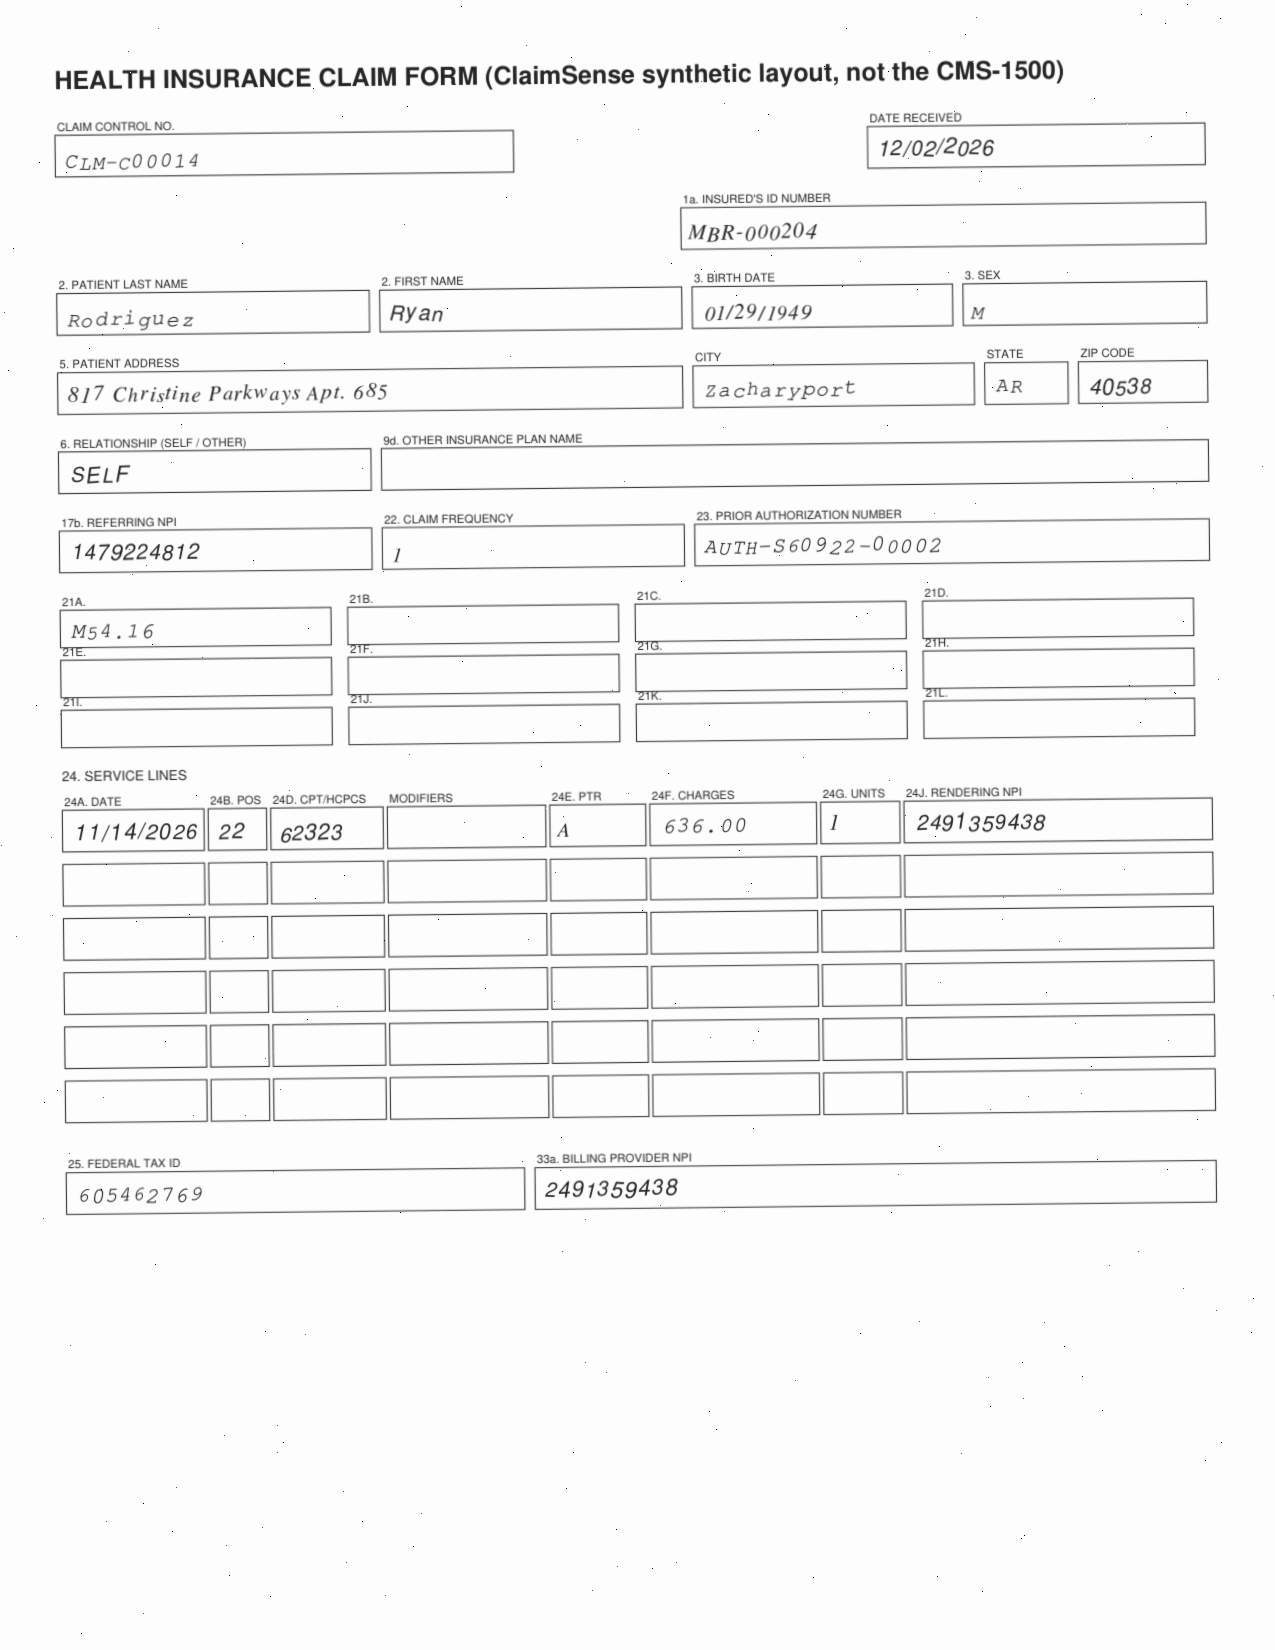 HEALTH INSURANCE CLAIM FORM (ClaimSense synthetic layout, not the CMS-1500)
CLAIM CONTROL NO. DATE RECEIVED
CLM-C00014 12/02/2026
1a. INSURED'S ID NUMBER
MBR-000204
2. PATIENT LAST NAME 2. FIRST NAME 3. BIRTH DATE 3. SEX
Rodriguez Ryan 01/29/1949 M
5. PATIENT ADDRESS CITY STATE ZIP CODE
817 Christine Parkways Apt. 685 Zacharyport AR 40538
6. RELATIONSHIP (SELF / OTHER) 9d. OTHER INSURANCE PLAN NAME
SELF
17b. REFERRING NPI 22. CLAIM FREQUENCY 23. PRIOR AUTHORIZATION NUMBER
1479224812 1 AUTH-S60922-00002
21A. 21B. 21C. 21D.
M54.16
21E. 21F. 21G. 21H.
21I. 21J. 21K. 21L.
24. SERVICE LINES
24A. DATE 24B. POS 24D. CPT/HCPCS MODIFIERS 24E. PTR 24F. CHARGES 24G. UNITS 24J. RENDERING NPI
11/14/2026 22 62323 A 636.00 1 2491359438
25. FEDERAL TAX ID 33a. BILLING PROVIDER NPI
605462769 2491359438